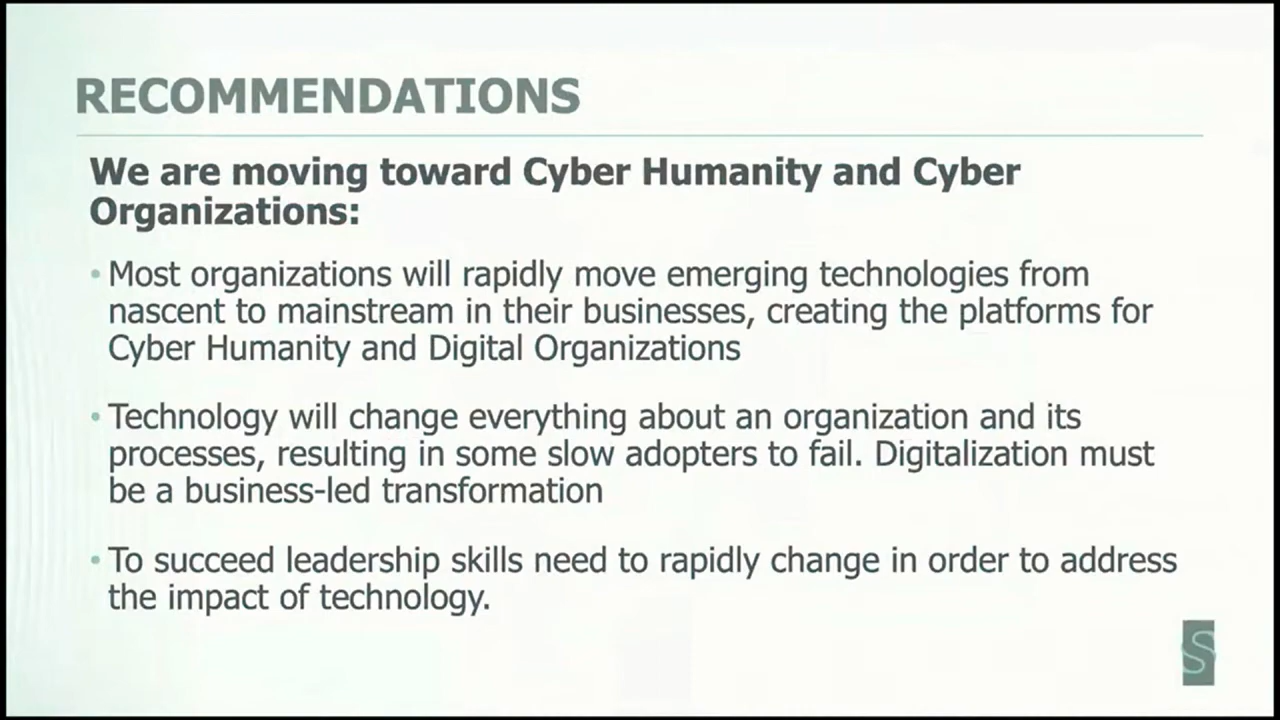 RECOMMENDATIONS
We are moving toward Cyber Humanity and Cyber
Organizations:
• Most organizations will rapidly move emerging technologies from
nascent to mainstream in their businesses, creating the platforms for
Cyber Humanity and Digital Organizations
• Technology will change everything about an organization and its
processes, resulting in some slow adopters to fail. Digitalization must
be a business-led transformation
• To succeed leadership skills need to rapidly change in order to address
the impact of technology.
S